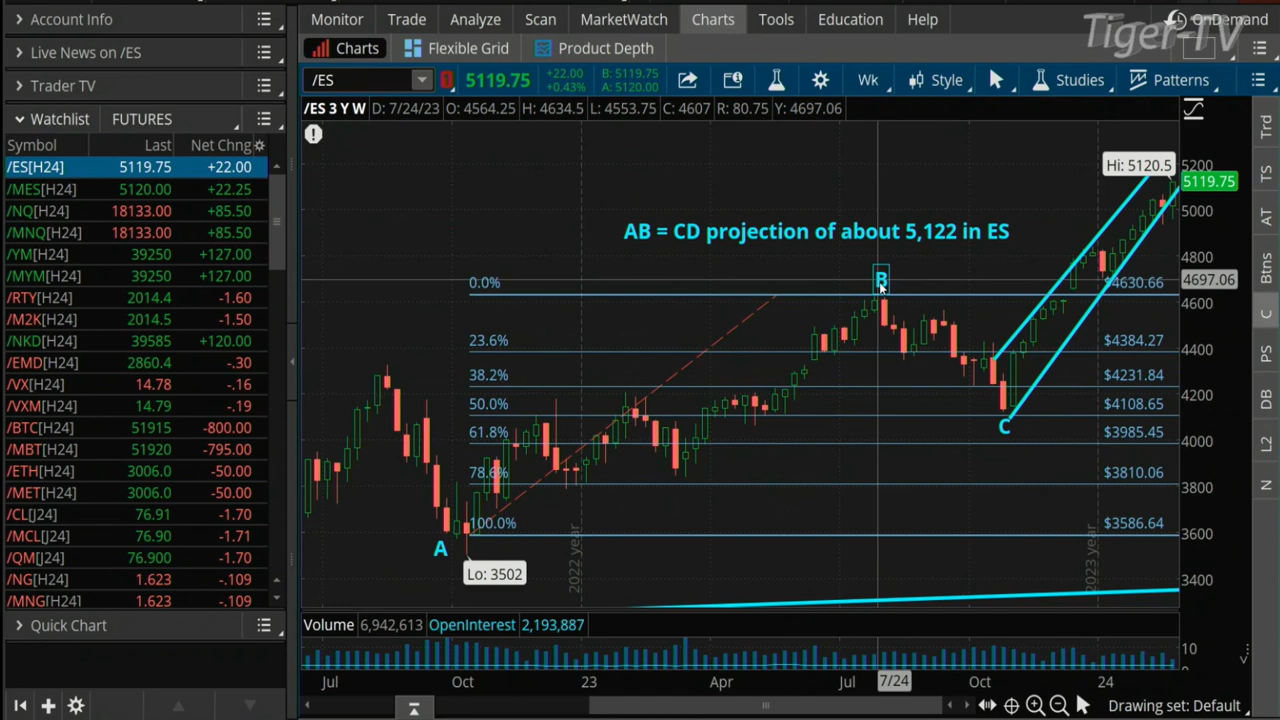 Account Info
Live News on /ES
Trader TV
Watchlist FUTURES
Symbol Last Net Chng
/ES[H24] 5119.75 +22.00
/MES[H24] 5120.00 +22.25
/NQ[H24] 18133.00 +85.50
/MNQ[H24] 18133.00 +85.50
/YM[H24] 39250 +127.00
/MYM[H24] 39250 +127.00
/RTY[H24] 2014.4 -1.60
/M2K[H24] 2014.5 -1.50
/NKD[H24] 39585 +120.00
/EMD[H24] 2860.4 -.30
/VX[H24] 14.78 -.16
/VXM[H24] 14.79 -.19
/BTC[H24] 51915 -800.00
/MBT[H24] 51920 -795.00
/ETH[H24] 3006.0 -50.00
/MET[H24] 3006.0 -50.00
/CL[J24] 76.91 -1.70
/MCL[J24] 76.90 -1.71
/QM[J24] 76.900 -1.70
/NG[H24] 1.623 -.109
/MNG[H24] 1.623 -.109
Quick Chart
Monitor Trade Analyze Scan MarketWatch Charts Tools Education Help
OnDemand
Tiger-TV
Charts Flexible Grid Product Depth
/ES 5119.75 +22.00 +0.43% B: 5119.75 A: 5120.00 Wk Style Studies Patterns
/ES 3 Y W D: 7/24/23 O: 4564.25 H: 4634.5 L: 4553.75 C: 4607 R: 80.75 Y: 4697.06
Hi: 5120.5
5200
5119.75
5000
AB = CD projection of about 5,122 in ES
4800
B
4697.06
0.0% $4630.66
4600
23.6% $4384.27
4400
38.2% $4231.84
4200
50.0% $4108.65
C
61.8% $3985.45
4000
78.6% $3810.06
3800
100.0% $3586.64
3600
A
Lo: 3502
3400
2022 year
2023 year
Volume 6,942,613 OpenInterest 2,193,887
10
0
Jul Oct 23 Apr Jul 7/24 Oct 24
Drawing set: Default
Trd
TS
AT
Btns
C
PS
DB
L2
N